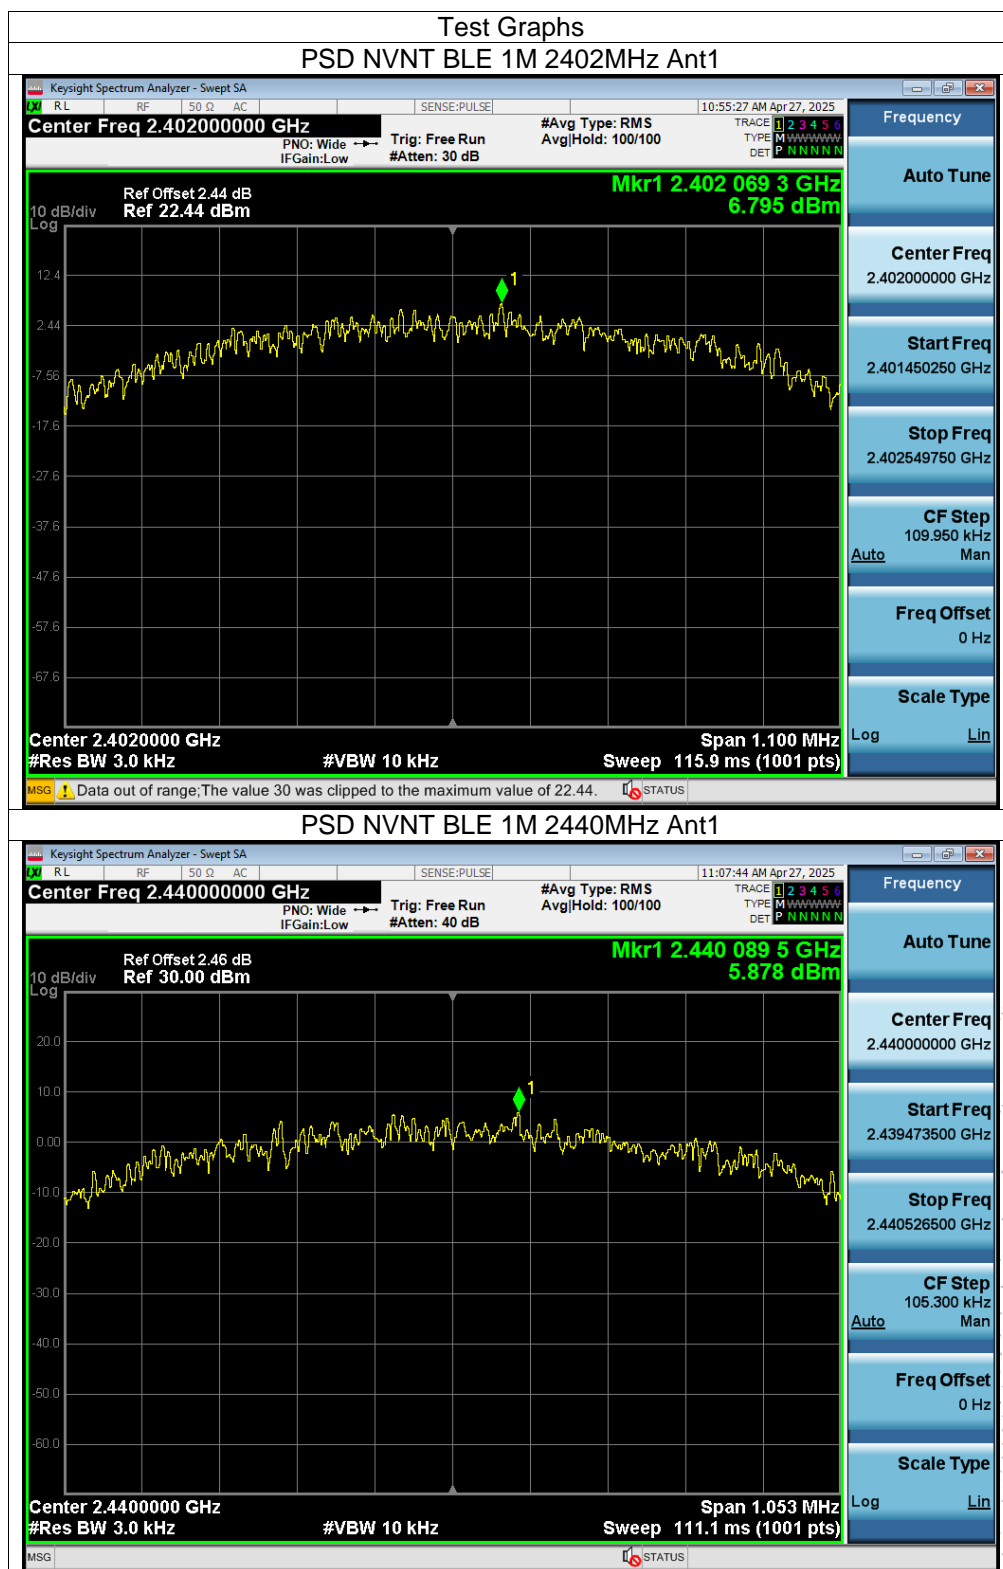 Test Graphs
PSD NVNT BLE 1M 2402MHz Ant1
Keysight Spectrum Analyzer - Swept SA
LXI RL RF 50 Ω AC SENSE:PULSE 10:55:27 AM Apr 27, 2025
Center Freq 2.402000000 GHz
PNO: Wide
IFGain:Low
Trig: Free Run
#Atten: 30 dB
#Avg Type: RMS
Avg|Hold: 100/100
TRACE 1 2 3 4 5 6
TYPE M WWWWW
DET P N N N N N
Mkr1 2.402 069 3 GHz
6.795 dBm
Ref Offset 2.44 dB
10 dB/div Ref 22.44 dBm
Log
1
12.4
2.44
-7.56
-17.6
-27.6
-37.6
-47.6
-57.6
-67.6
Center 2.4020000 GHz Span 1.100 MHz
#Res BW 3.0 kHz #VBW 10 kHz Sweep 115.9 ms (1001 pts)
MSG Data out of range;The value 30 was clipped to the maximum value of 22.44. STATUS
Frequency
Auto Tune
Center Freq
2.402000000 GHz
Start Freq
2.401450250 GHz
Stop Freq
2.402549750 GHz
CF Step
109.950 kHz
Auto Man
Freq Offset
0 Hz
Scale Type
Log Lin
PSD NVNT BLE 1M 2440MHz Ant1
Keysight Spectrum Analyzer - Swept SA
LXI RL RF 50 Ω AC SENSE:PULSE 11:07:44 AM Apr 27, 2025
Center Freq 2.440000000 GHz
PNO: Wide
IFGain:Low
Trig: Free Run
#Atten: 40 dB
#Avg Type: RMS
Avg|Hold: 100/100
TRACE 1 2 3 4 5 6
TYPE M WWWWW
DET P N N N N N
Mkr1 2.440 089 5 GHz
5.878 dBm
Ref Offset 2.46 dB
10 dB/div Ref 30.00 dBm
Log
1
20.0
10.0
0.00
-10.0
-20.0
-30.0
-40.0
-50.0
-60.0
Center 2.4400000 GHz Span 1.053 MHz
#Res BW 3.0 kHz #VBW 10 kHz Sweep 111.1 ms (1001 pts)
MSG STATUS
Frequency
Auto Tune
Center Freq
2.440000000 GHz
Start Freq
2.439473500 GHz
Stop Freq
2.440526500 GHz
CF Step
105.300 kHz
Auto Man
Freq Offset
0 Hz
Scale Type
Log Lin